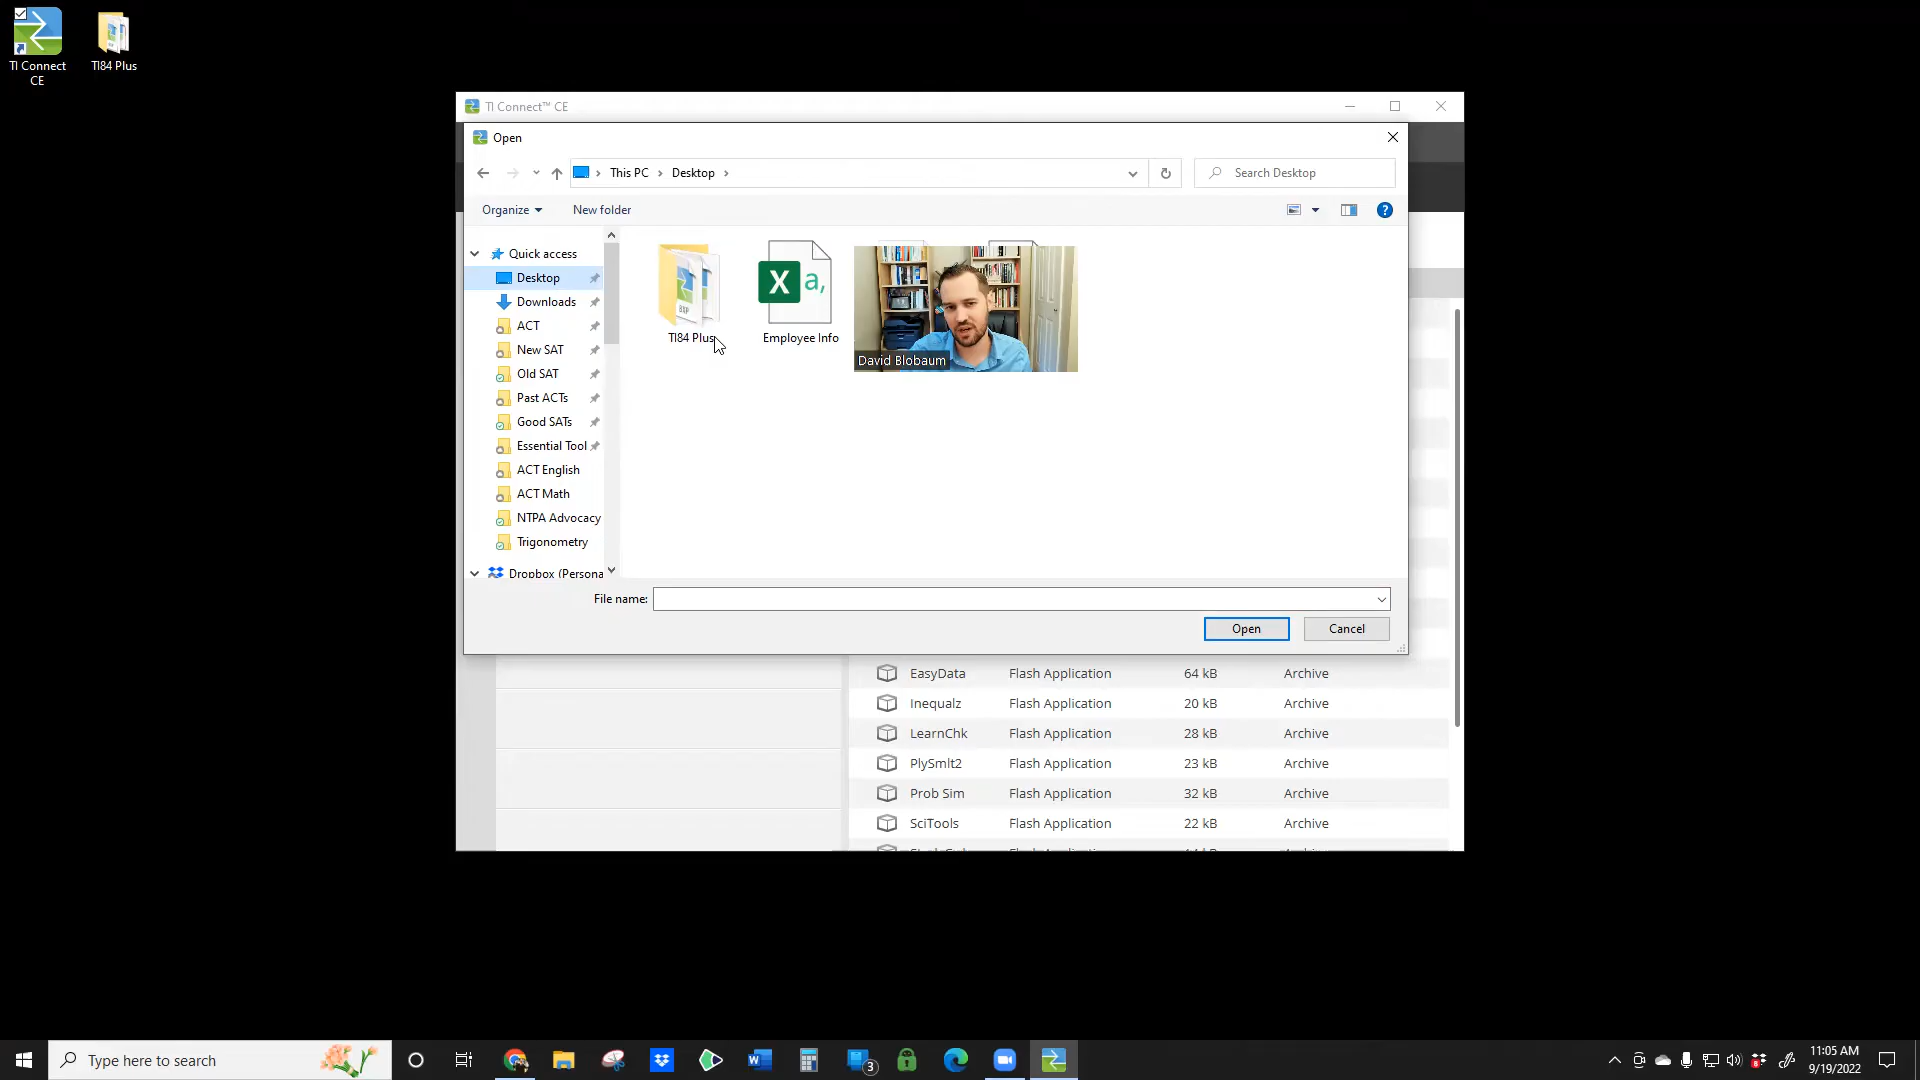 TI Connect
CE
TI84 Plus
TI Connect™ CE
Open
This PC
Desktop
Search Desktop
Organize
New folder
Quick access
Desktop
Downloads
ACT
New SAT
Old SAT
Past ACTs
Good SATs
Essential Tool
ACT English
ACT Math
NTPA Advocacy
Trigonometry
Dropbox (Persona
8XP
TI84 Plus
X a,
Employee Info
David Blobaum
File name:
Open
Cancel
EasyData Flash Application 64 kB Archive
Inequalz Flash Application 20 kB Archive
LearnChk Flash Application 28 kB Archive
PlySmlt2 Flash Application 23 kB Archive
Prob Sim Flash Application 32 kB Archive
SciTools Flash Application 22 kB Archive
Type here to search
3
11:05 AM
9/19/2022